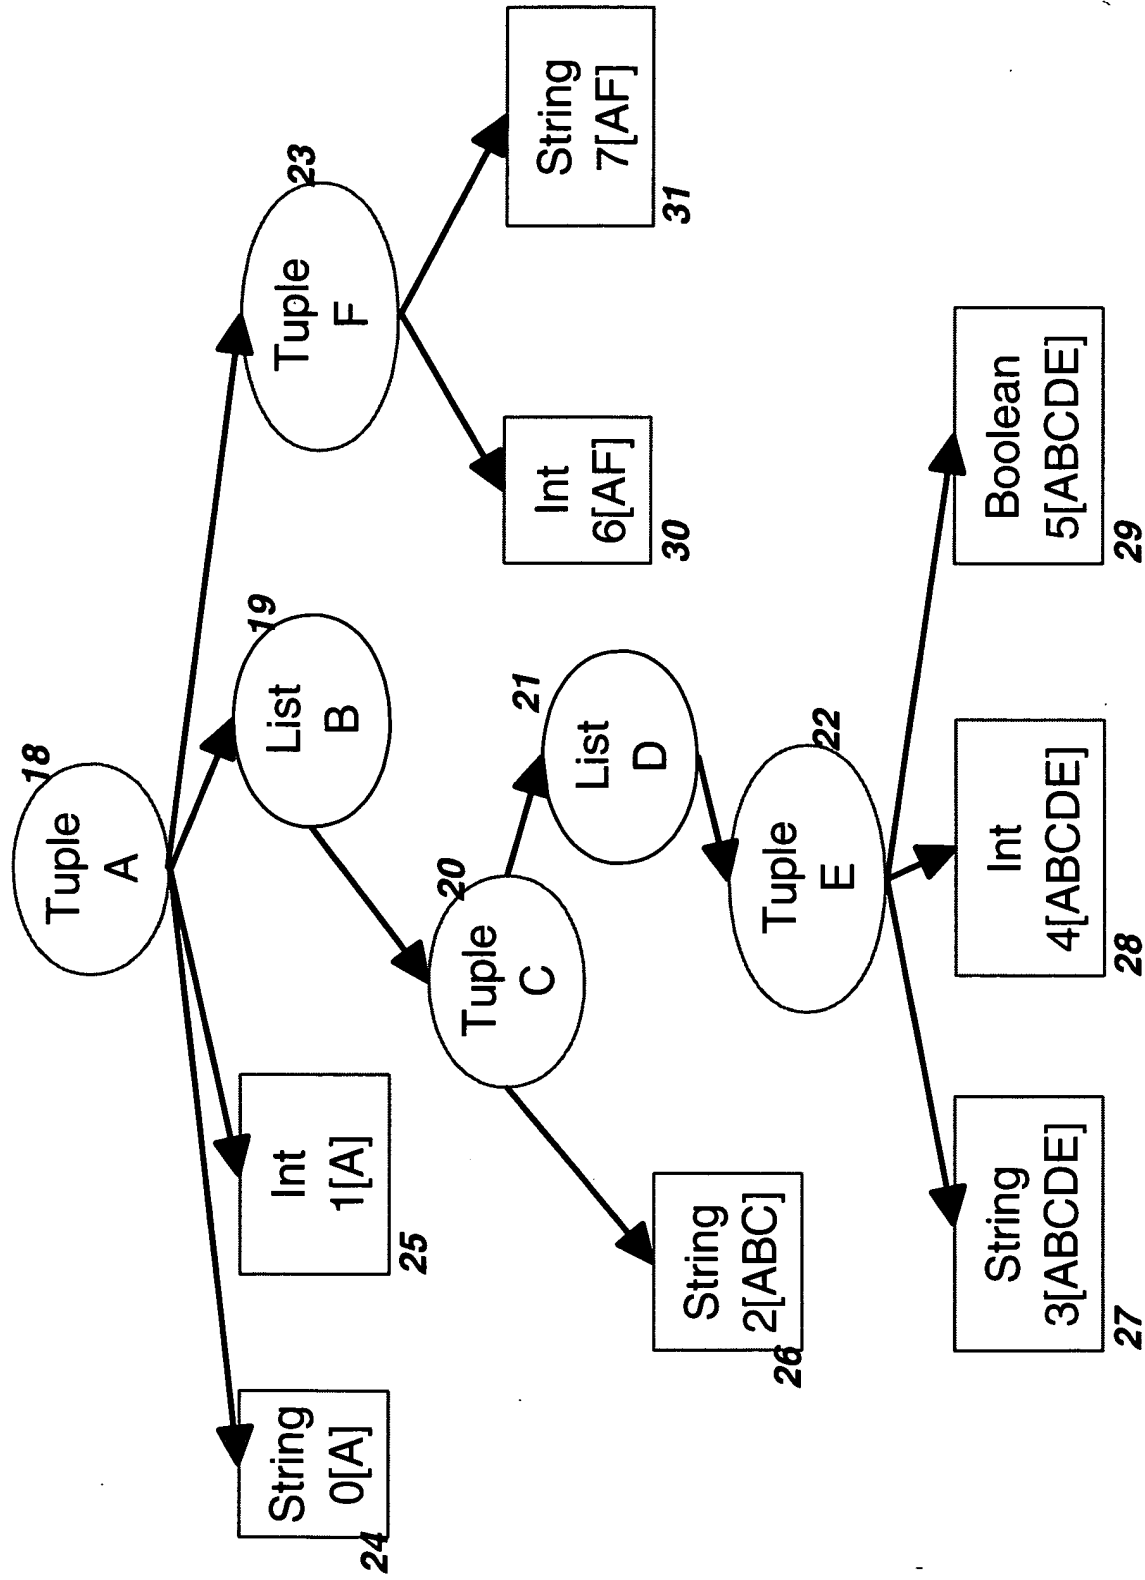 18
Tuple
A
24
String
0[A]
25
Int
1[A]
19
List
B
23
Tuple
F
20
Tuple
C
21
List
D
30
Int
6[AF]
31
String
7[AF]
26
String
2[ABC]
22
Tuple
E
27
String
3[ABCDE]
28
Int
4[ABCDE]
29
Boolean
5[ABCDE]